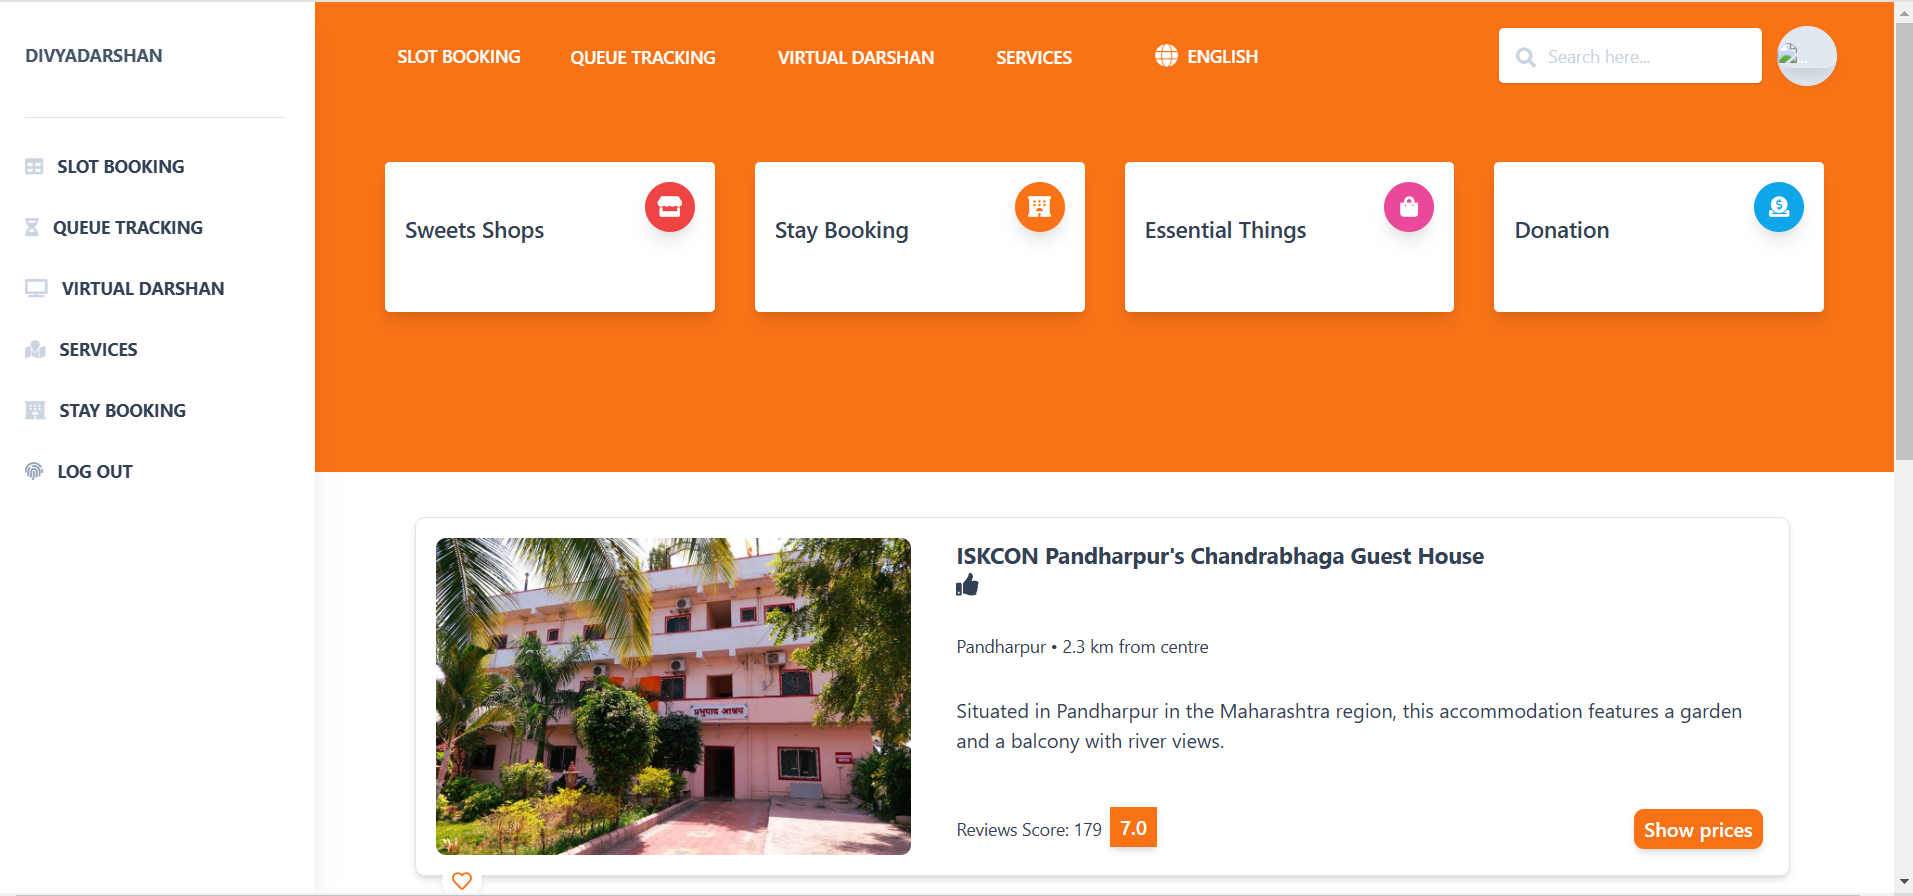 DIVYADARSHAN
SLOT BOOKING
QUEUE TRACKING
VIRTUAL DARSHAN
SERVICES
STAY BOOKING
LOG OUT
SLOT BOOKING QUEUE TRACKING VIRTUAL DARSHAN SERVICES ENGLISH Search here...
Sweets Shops
Stay Booking
Essential Things
Donation
प्रभुपाद आश्रय
ISKCON Pandharpur's Chandrabhaga Guest House
Pandharpur • 2.3 km from centre
Situated in Pandharpur in the Maharashtra region, this accommodation features a garden
and a balcony with river views.
Reviews Score: 179 7.0
Show prices